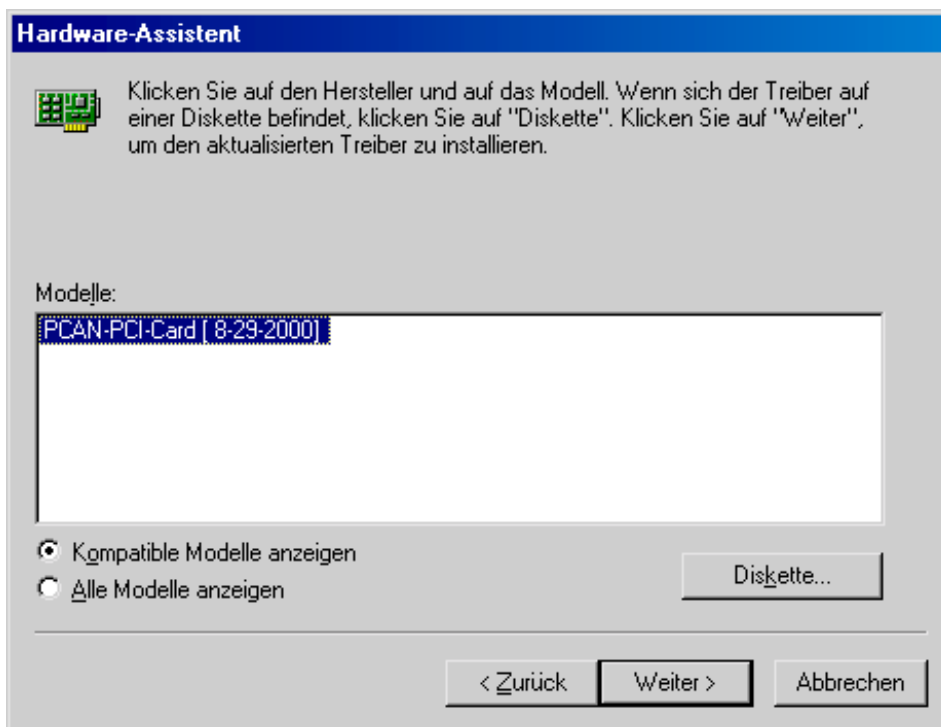 Hardware-Assistent
Klicken Sie auf den Hersteller und auf das Modell. Wenn sich der Treiber auf
einer Diskette befindet, klicken Sie auf "Diskette". Klicken Sie auf "Weiter",
um den aktualisierten Treiber zu installieren.
Modelle:
PCAN-PCI-Card [ 8-29-2000]
Kompatible Modelle anzeigen
Alle Modelle anzeigen
Diskette...
< Zurück
Weiter >
Abbrechen